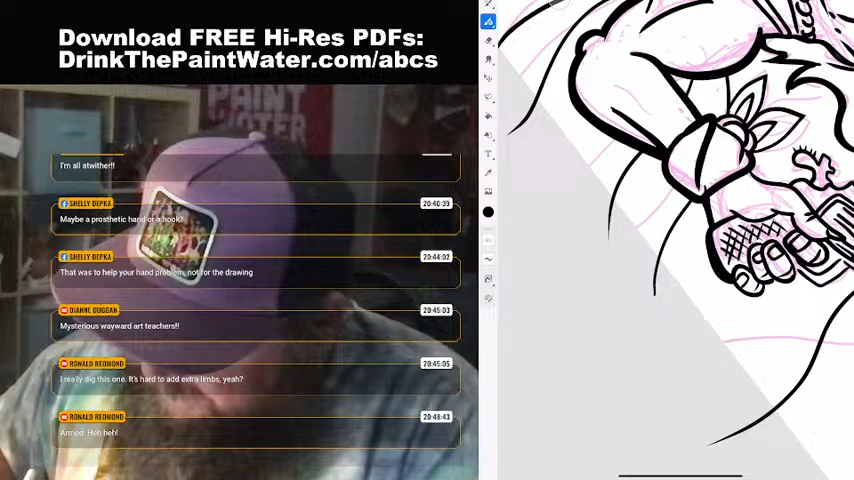 Download FREE Hi-Res PDFs:
DrinkThePaintWater.com/abcs
PAINT
WATER
I'm all atwither!!
SHELLY DEPKA
20:40:39
Maybe a prosthetic hand or a hook?
SHELLY DEPKA
20:44:02
That was to help your hand problem, not for the drawing
DIANNE DUGGAN
20:45:03
Mysterious wayward art teachers!!
RONALD REDMOND
20:45:05
I really dig this one. It's hard to add extra limbs, yeah?
RONALD REDMOND
20:48:43
Armed. Heh heh!
T